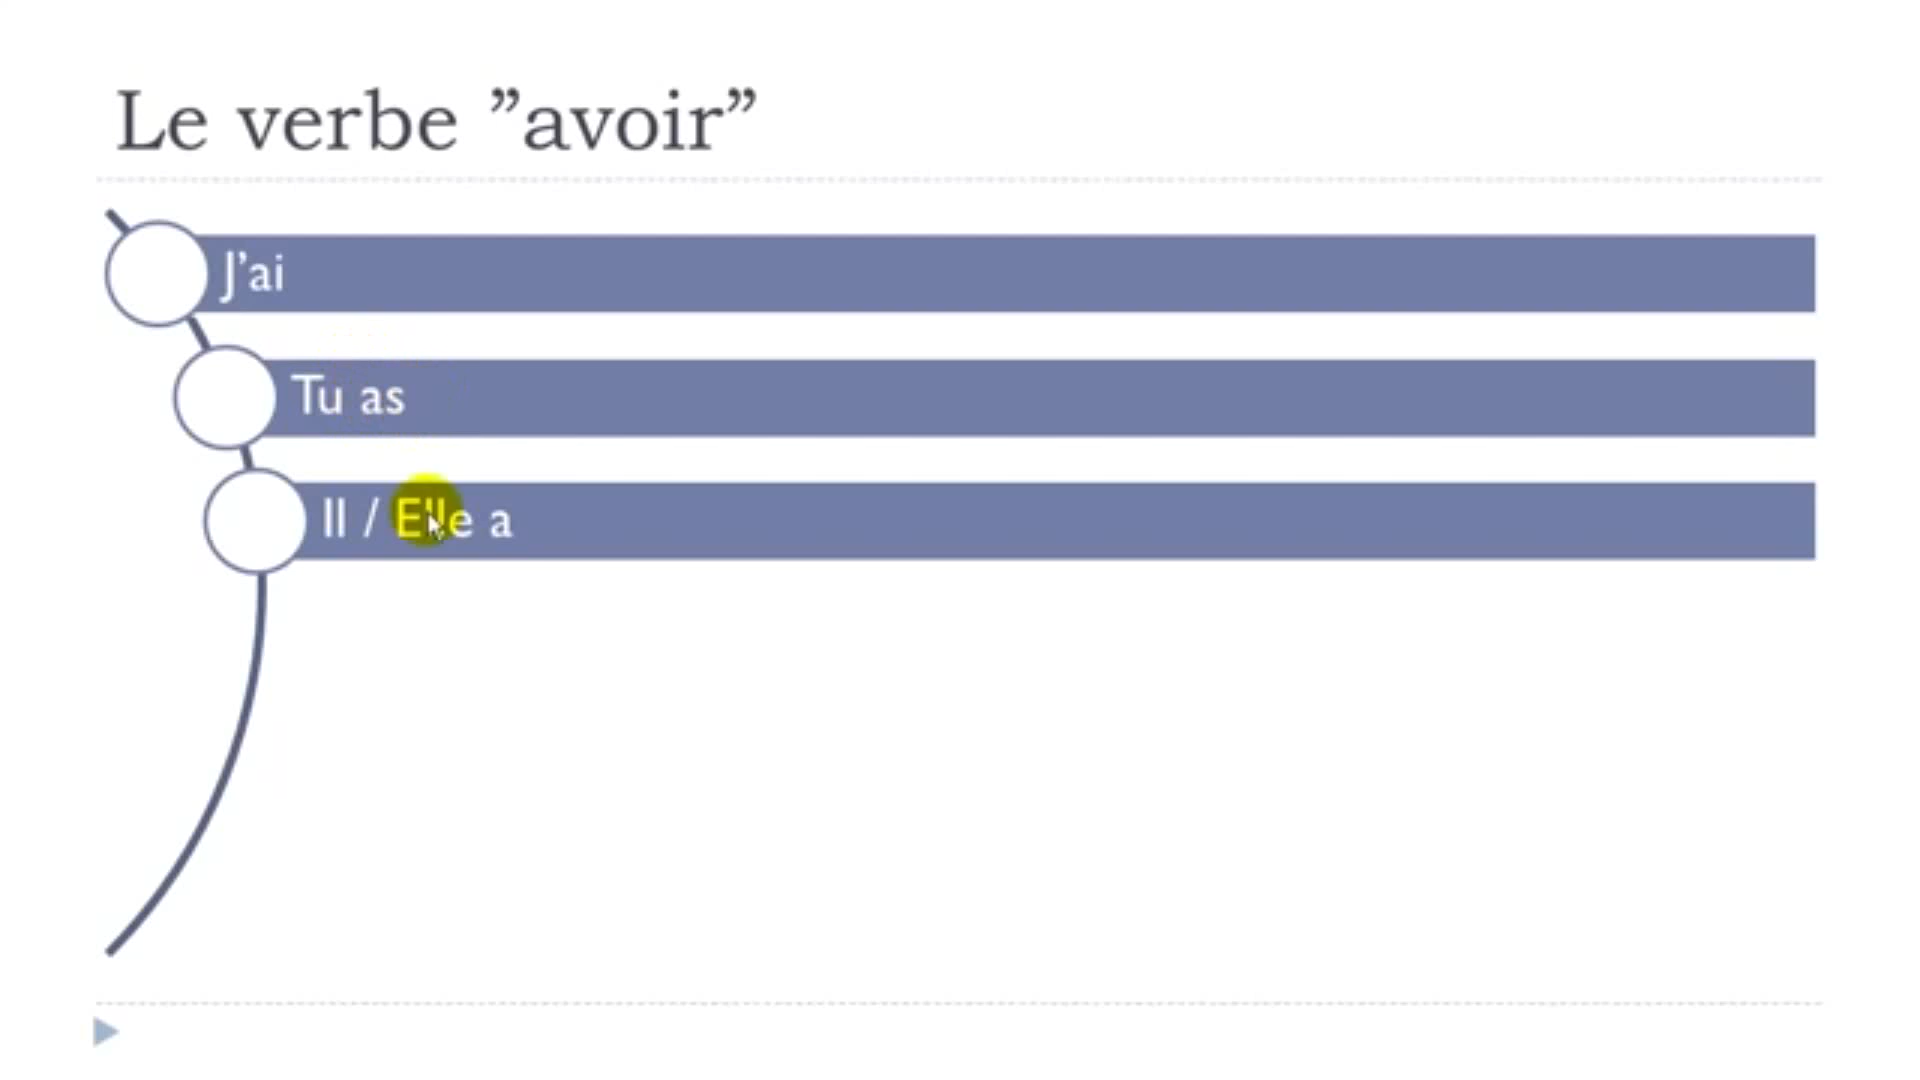 Le verbe ”avoir”
J’ai
Tu as
Il / Elle a